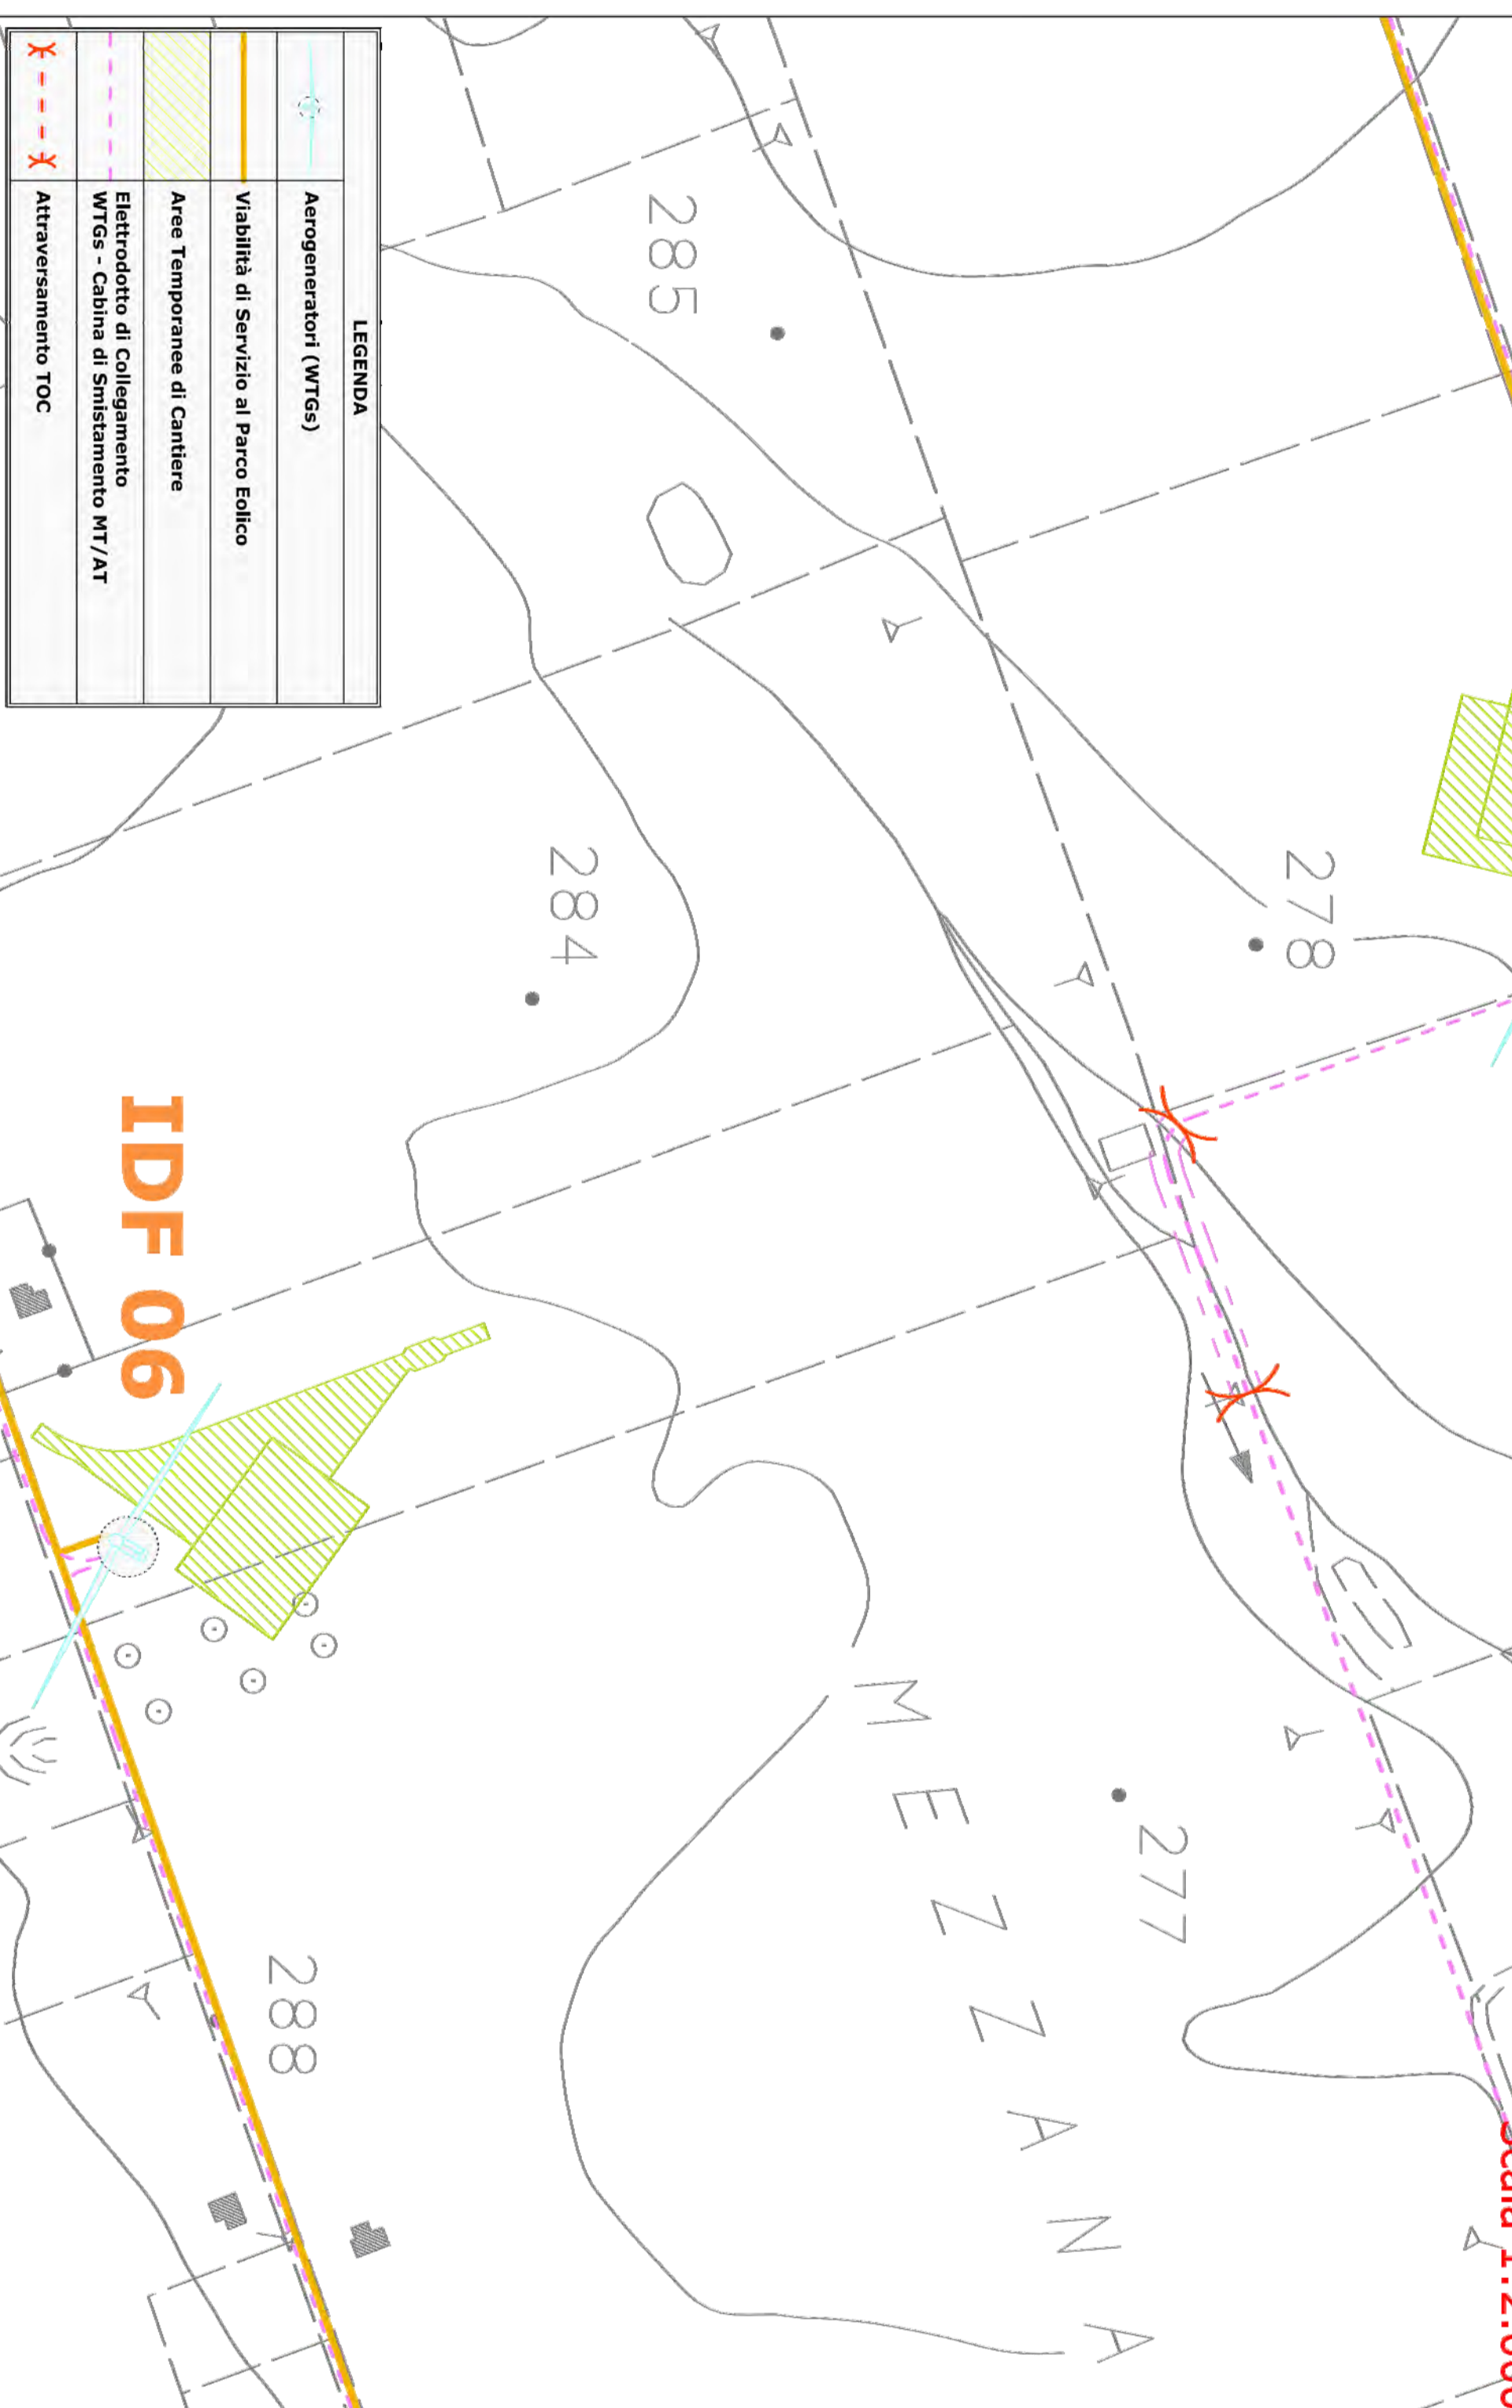 LEGENDA
Aerogeneratori (WTGs)
Viabilità di Servizio al Parco Eolico
Aree Temporanee di Cantiere
Elettrodotto di Collegamento
WTGs - Cabina di Smistamento MT/AT
Attraversamento TOC
285
278
284
IDF 06
MEZZANA
277
288